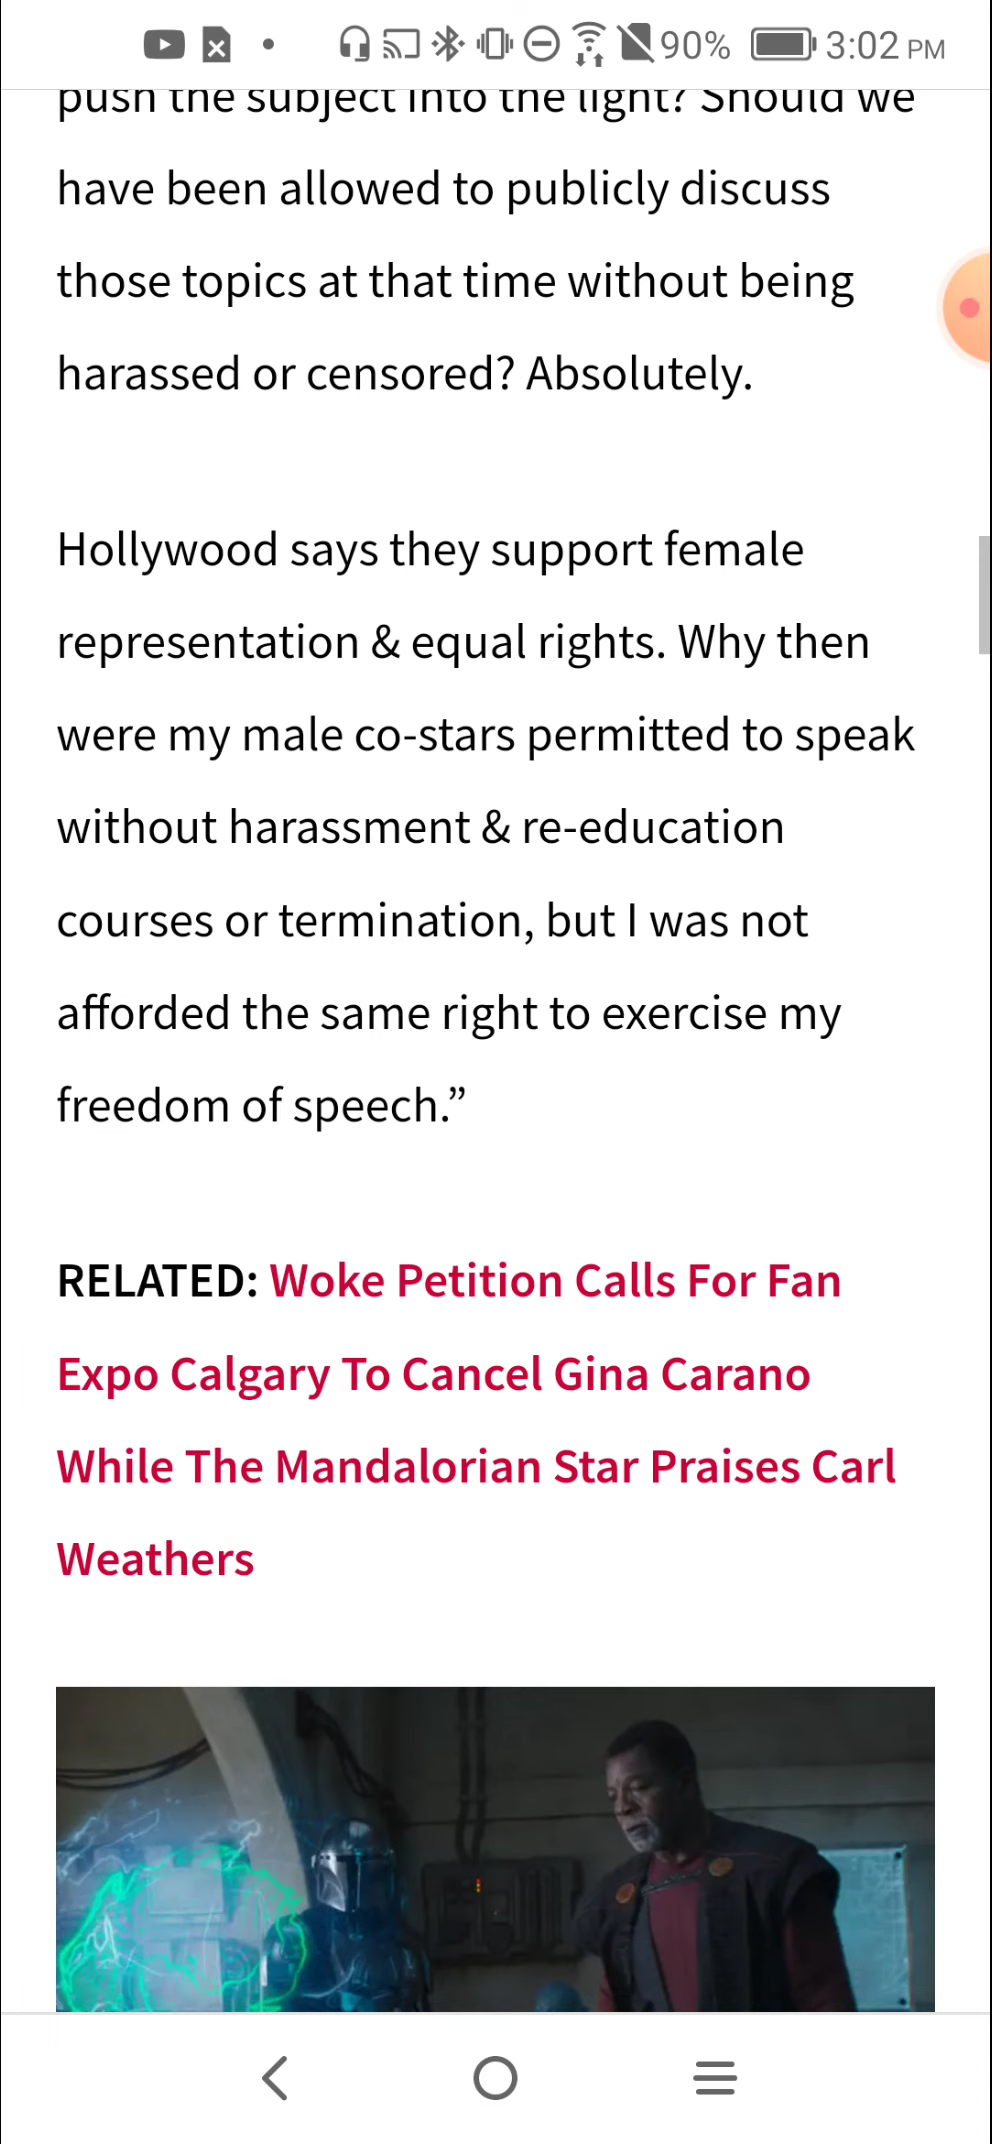 90% 3:02 PM
push the subject into the light? Should we
have been allowed to publicly discuss
those topics at that time without being
harassed or censored? Absolutely.
Hollywood says they support female
representation & equal rights. Why then
were my male co-stars permitted to speak
without harassment & re-education
courses or termination, but I was not
afforded the same right to exercise my
freedom of speech.”
RELATED: Woke Petition Calls For Fan
Expo Calgary To Cancel Gina Carano
While The Mandalorian Star Praises Carl
Weathers